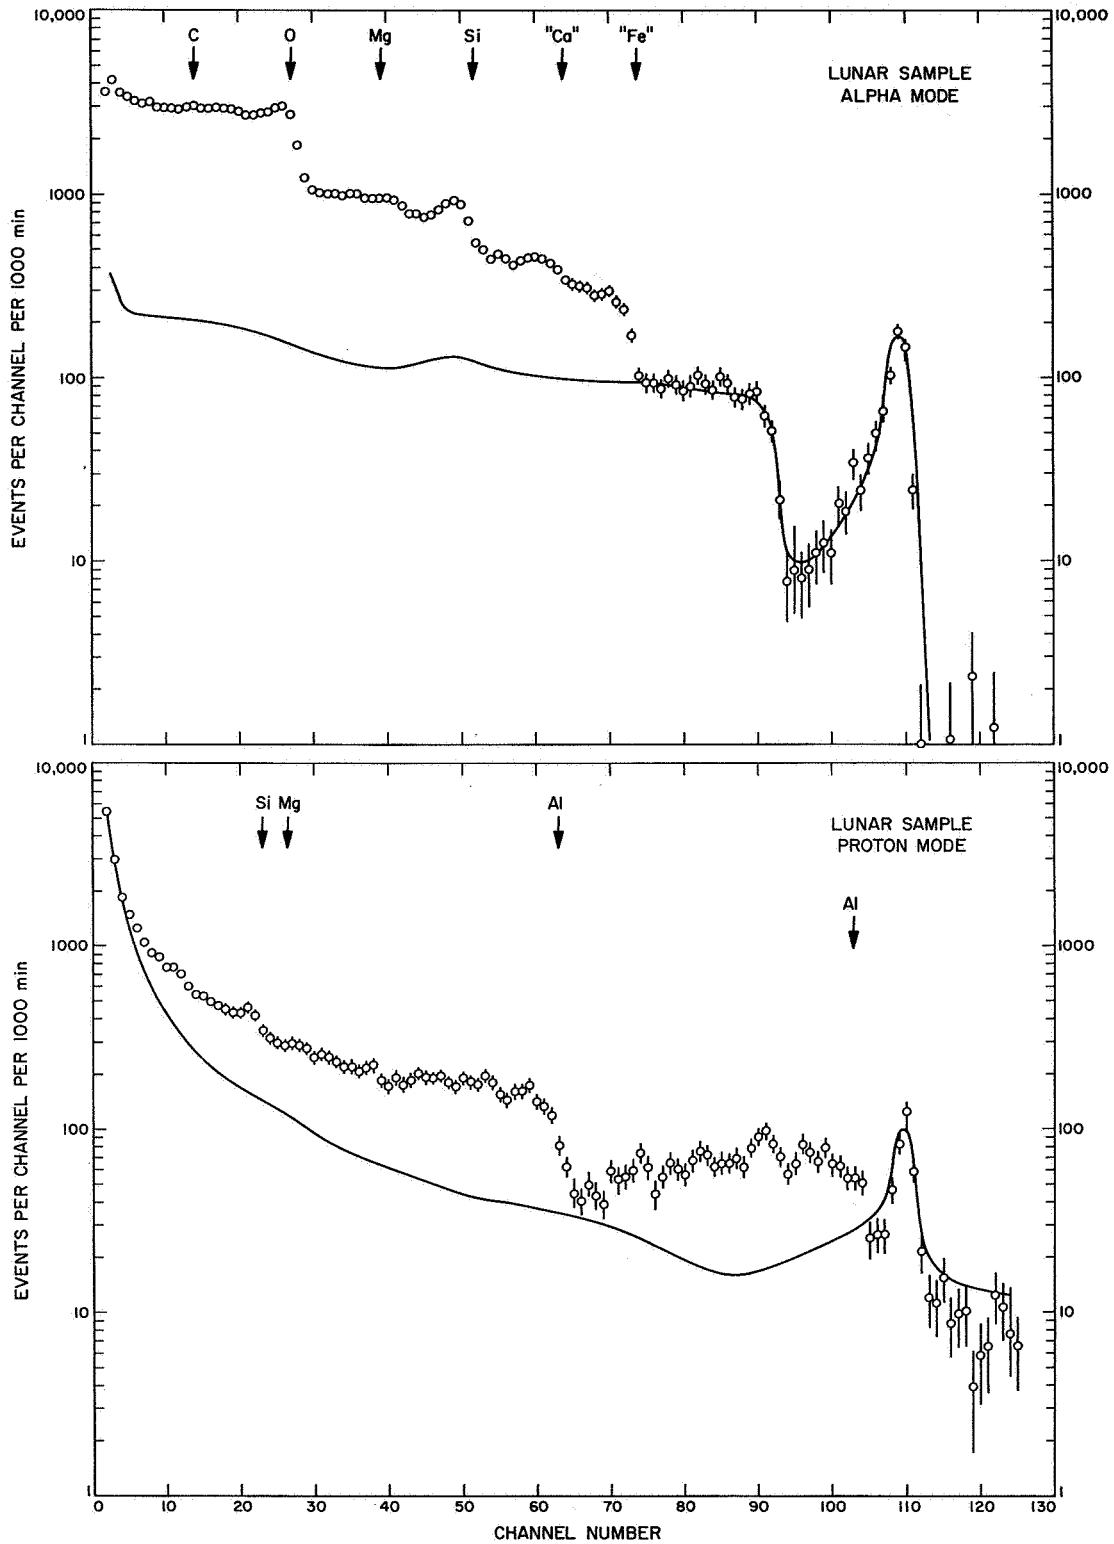 10,000
10,000
C
O
Mg
Si
"Ca"
"Fe"
LUNAR SAMPLE
ALPHA MODE
1000
1000
100
100
10
10
1
1
EVENTS PER CHANNEL PER 1000 min
10,000
10,000
Si Mg
Al
LUNAR SAMPLE
PROTON MODE
Al
1000
1000
100
100
10
10
1
1
EVENTS PER CHANNEL PER 1000 min
0 10 20 30 40 50 60 70 80 90 100 110 120 130
CHANNEL NUMBER